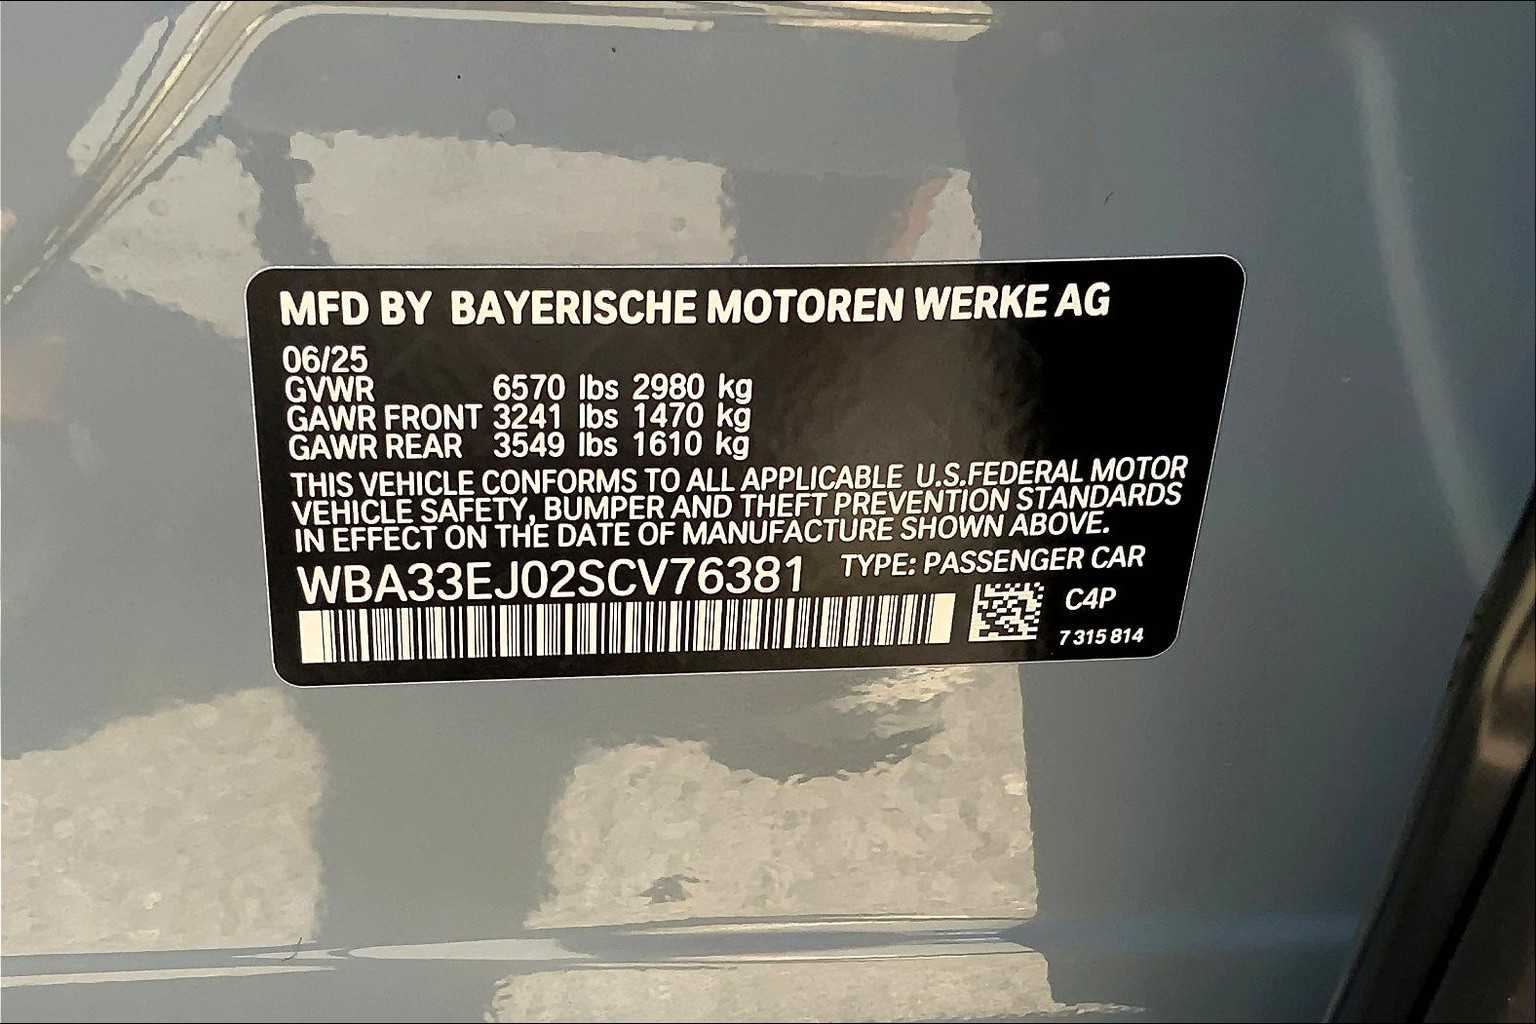 MFD BY BAYERISCHE MOTOREN WERKE AG
06/25
GVWR 6570 lbs 2980 kg
GAWR FRONT 3241 lbs 1470 kg
GAWR REAR 3549 lbs 1610 kg
THIS VEHICLE CONFORMS TO ALL APPLICABLE U.S.FEDERAL MOTOR
VEHICLE SAFETY, BUMPER AND THEFT PREVENTION STANDARDS
IN EFFECT ON THE DATE OF MANUFACTURE SHOWN ABOVE.
WBA33EJ02SCV76381 TYPE: PASSENGER CAR
C4P
7 315 814